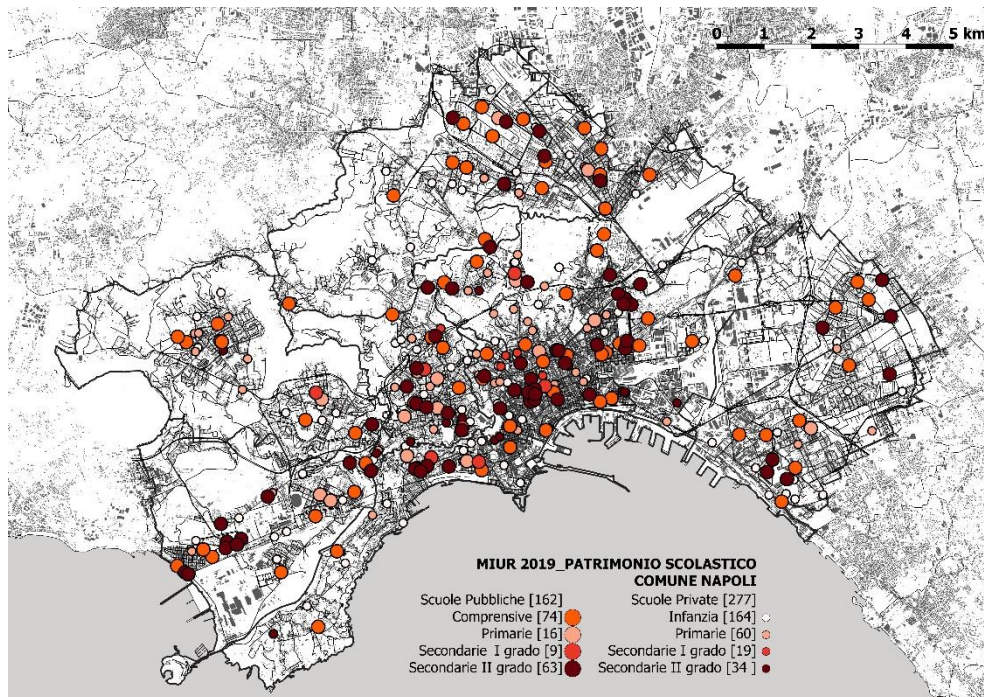 0 1 2 3 4 5 km
MIUR 2019_PATRIMONIO SCOLASTICO
COMUNE NAPOLI
Scuole Pubbliche [162]
Comprensive [74]
Primarie [16]
Secondarie I grado [9]
Secondarie II grado [63]
Scuole Private [277]
Infanzia [164]
Primarie [60]
Secondarie I grado [19]
Secondarie II grado [34 ]